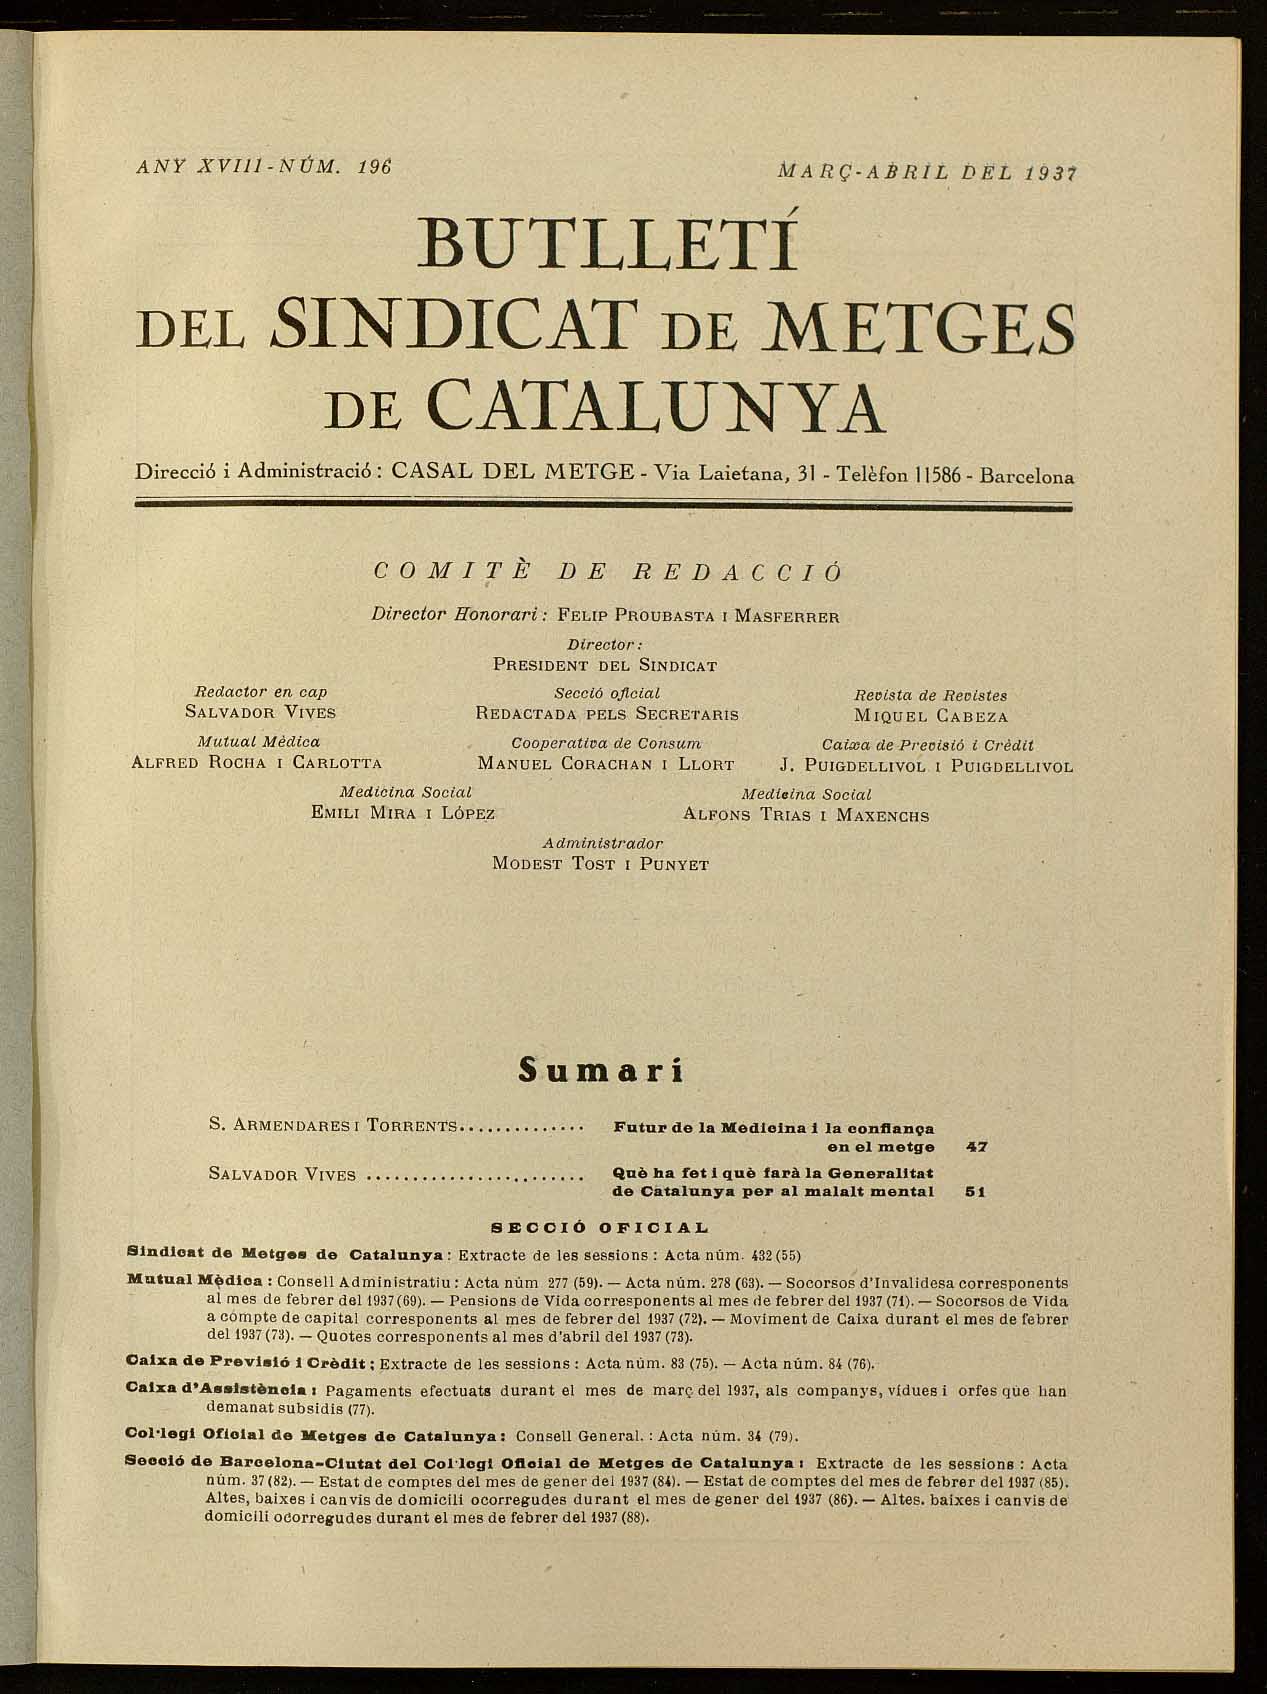 ANY XVIII-NÚM. 196
MARÇ-ABRIL DEL 1937
BUTLLETÍ
DEL SINDICAT DE METGES
DE CATALUNYA
Direcció i Administració: CASAL DEL METGE - Via Laietana, 31 - Telèfon 11586 - Barcelona
COMITÈ DE REDACCIÓ
Director Honorari: FELIP PROUBASTA I MASFERRER
Director:
PRESIDENT DEL SINDICAT
Redactor en cap
SALVADOR VIVES
Secció oficial
REDACTADA PELS SECRETARIS
Revista de Revistes
MIQUEL CABEZA
Mutual Mèdica
ALFRED ROCHA I CARLOTTA
Cooperativa de Consum
MANUEL CORACHAN I LLORT
Caixa de Previsió i Crèdit
J. PUIGDELLIVOL I PUIGDELLIVOL
Medicina Social
EMILI MIRA I LÓPEZ
Medicina Social
ALFONS TRIAS I MAXENCHS
Administrador
MODEST TOST I PUNYET
Sumari
S. ARMENDARES I TORRENTS.............. Futur de la Medicina i la confiança
en el metge 47
SALVADOR VIVES ........................ Què ha fet i què farà la Generalitat
de Catalunya per al malalt mental 51
SECCIÓ OFICIAL
Sindicat de Metges de Catalunya: Extracte de les sessions: Acta núm. 432 (55)
Mutual Mèdica: Consell Administratiu: Acta núm 277 (59). — Acta núm. 278 (63). — Socorsos d'Invalidesa corresponents
al mes de febrer del 1937 (69). — Pensions de Vida corresponents al mes de febrer del 1937 (71). — Socorsos de Vida
a cómpte de capital corresponents al mes de febrer del 1937 (72). — Moviment de Caixa durant el mes de febrer
del 1937 (73). — Quotes corresponents al mes d'abril del 1937 (73).
Caixa de Previsió i Crèdit; Extracte de les sessions: Acta núm. 83 (75). — Acta núm. 84 (76).
Caixa d'Assistència: Pagaments efectuats durant el mes de març del 1937, als companys, vídues i orfes que han
demanat subsidis (77).
Col·legi Oficial de Metges de Catalunya: Consell General.: Acta núm. 34 (79).
Secció de Barcelona-Ciutat del Col·legi Oficial de Metges de Catalunya: Extracte de les sessions: Acta
núm. 37 (82). — Estat de comptes del mes de gener del 1937 (84). — Estat de comptes del mes de febrer del 1937 (85).
Altes, baixes i canvis de domicili ocorregudes durant el mes de gener del 1937 (86). — Altes. baixes i canvis de
domicili ocorregudes durant el mes de febrer del 1937 (88).